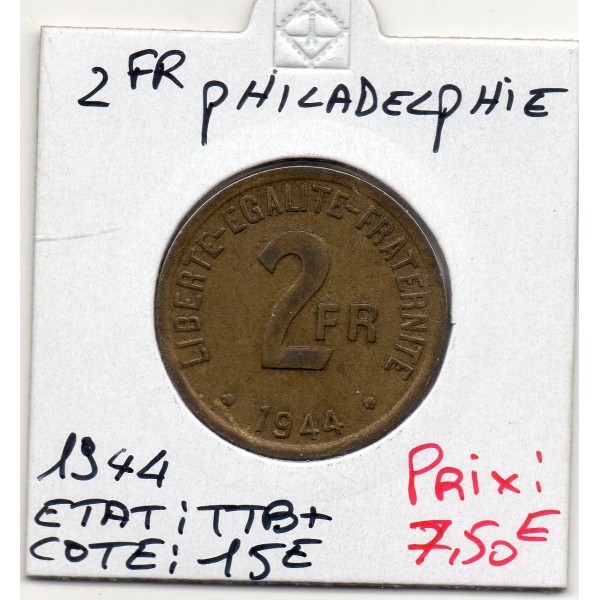 2 FR PHILADELPHIE
LIBERTE-EGALITE-FRATERNITE
2 FR
1944
1944
ETAT : TTB+
COTE : 15E
PRIX :
7,50E